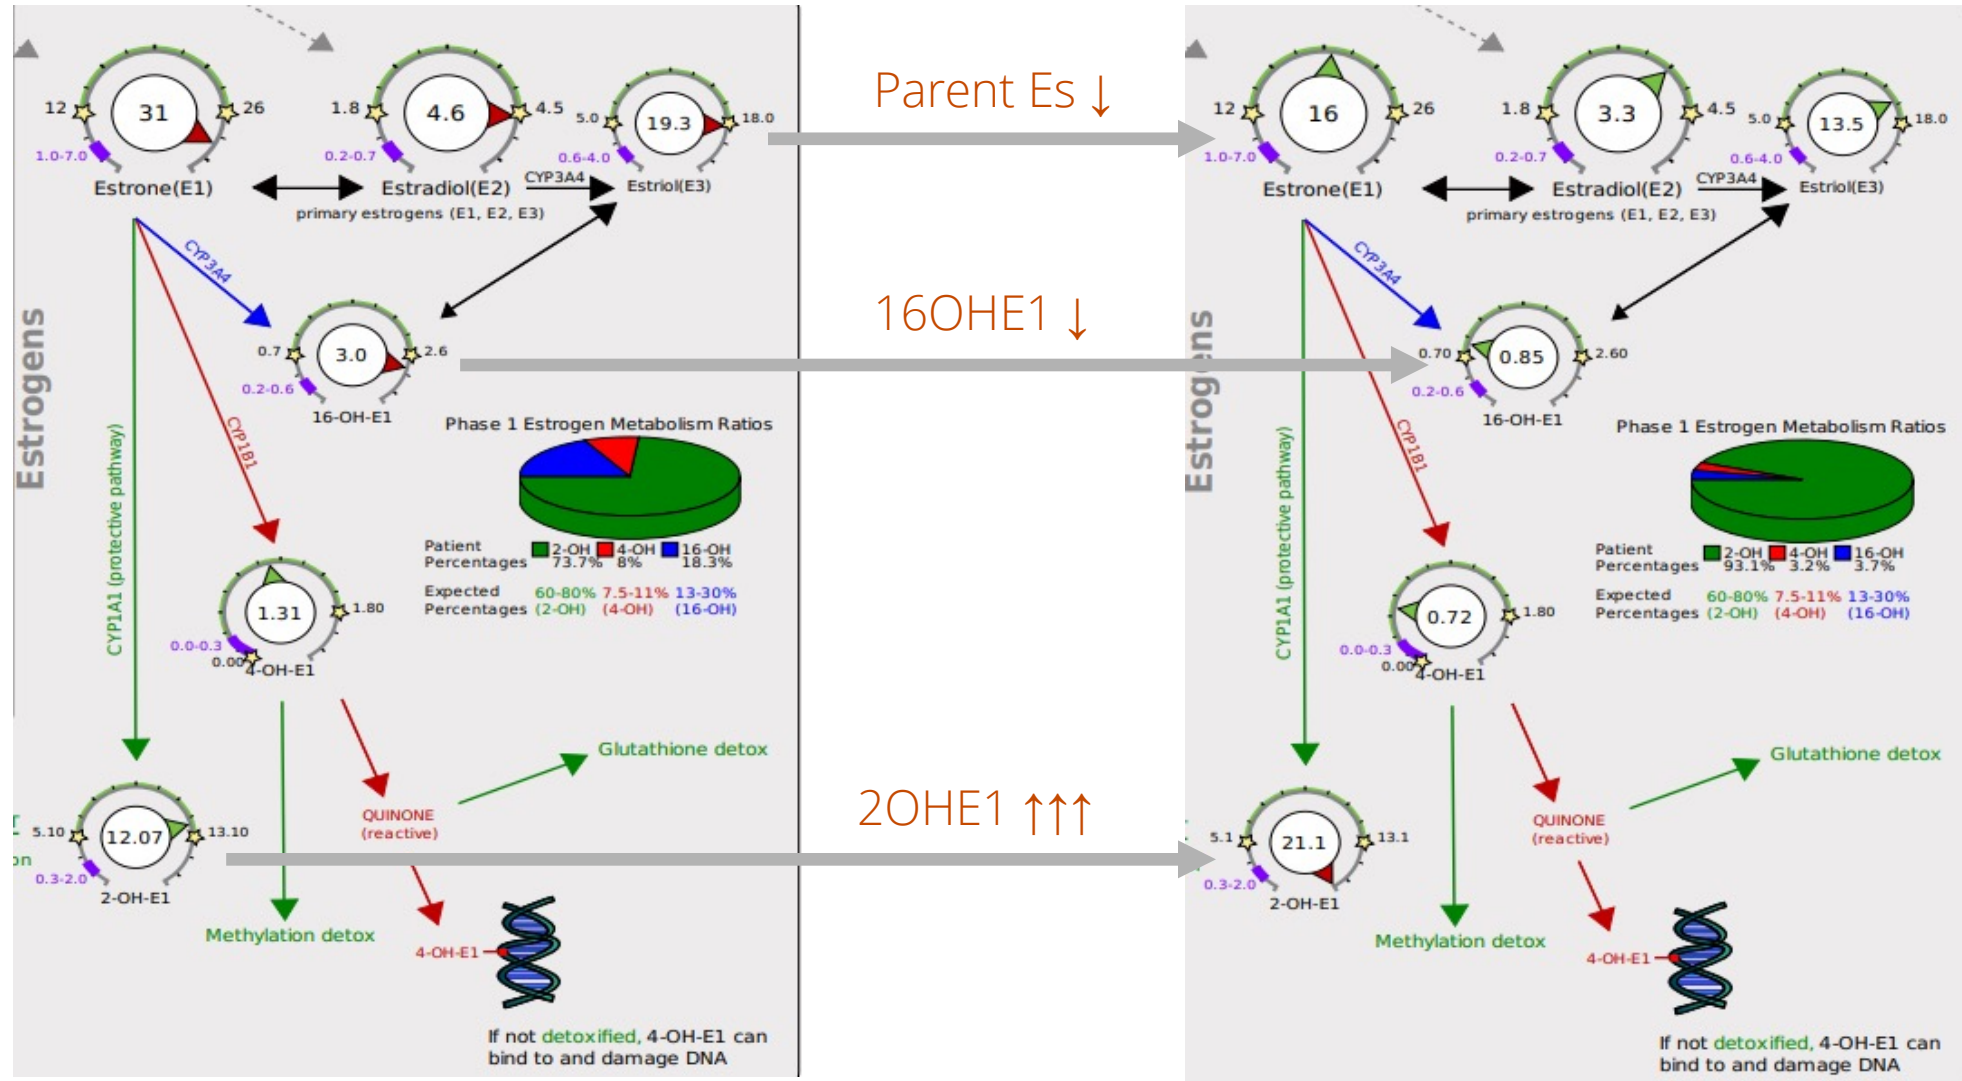 31
12
26
1.0-7.0
Estrone(E1)
4.6
1.8
4.5
0.2-0.7
Estradiol(E2)
CYP3A4
19.3
5.0
18.0
0.6-4.0
Estriol(E3)
primary estrogens (E1, E2, E3)
CYP3A4
CYP1B1
CYP1A1 (protective pathway)
Estrogens
3.0
0.7
2.6
0.2-0.6
16-OH-E1
Phase 1 Estrogen Metabolism Ratios
Patient 2-OH 4-OH 16-OH
Percentages 73.7% 8% 18.3%
Expected 60-80% 7.5-11% 13-30%
Percentages (2-OH) (4-OH) (16-OH)
1.31
1.80
0.0-0.3
0.00
4-OH-E1
12.07
5.10
13.10
0.3-2.0
2-OH-E1
on
Glutathione detox
QUINONE
(reactive)
Methylation detox
4-OH-E1
If not detoxified, 4-OH-E1 can
bind to and damage DNA
Parent Es ↓
16OHE1 ↓
2OHE1 ↑↑↑
16
12
26
1.0-7.0
Estrone(E1)
3.3
1.8
4.5
0.2-0.7
Estradiol(E2)
CYP3A4
13.5
5.0
18.0
0.6-4.0
Estriol(E3)
primary estrogens (E1, E2, E3)
CYP3A4
CYP1B1
CYP1A1 (protective pathway)
Estrogens
0.85
0.70
2.60
0.2-0.6
16-OH-E1
Phase 1 Estrogen Metabolism Ratios
Patient 2-OH 4-OH 16-OH
Percentages 93.1% 3.2% 3.7%
Expected 60-80% 7.5-11% 13-30%
Percentages (2-OH) (4-OH) (16-OH)
0.72
1.80
0.0-0.3
0.00
4-OH-E1
21.1
5.1
13.1
0.3-2.0
2-OH-E1
Glutathione detox
QUINONE
(reactive)
Methylation detox
4-OH-E1
If not detoxified, 4-OH-E1 can
bind to and damage DNA